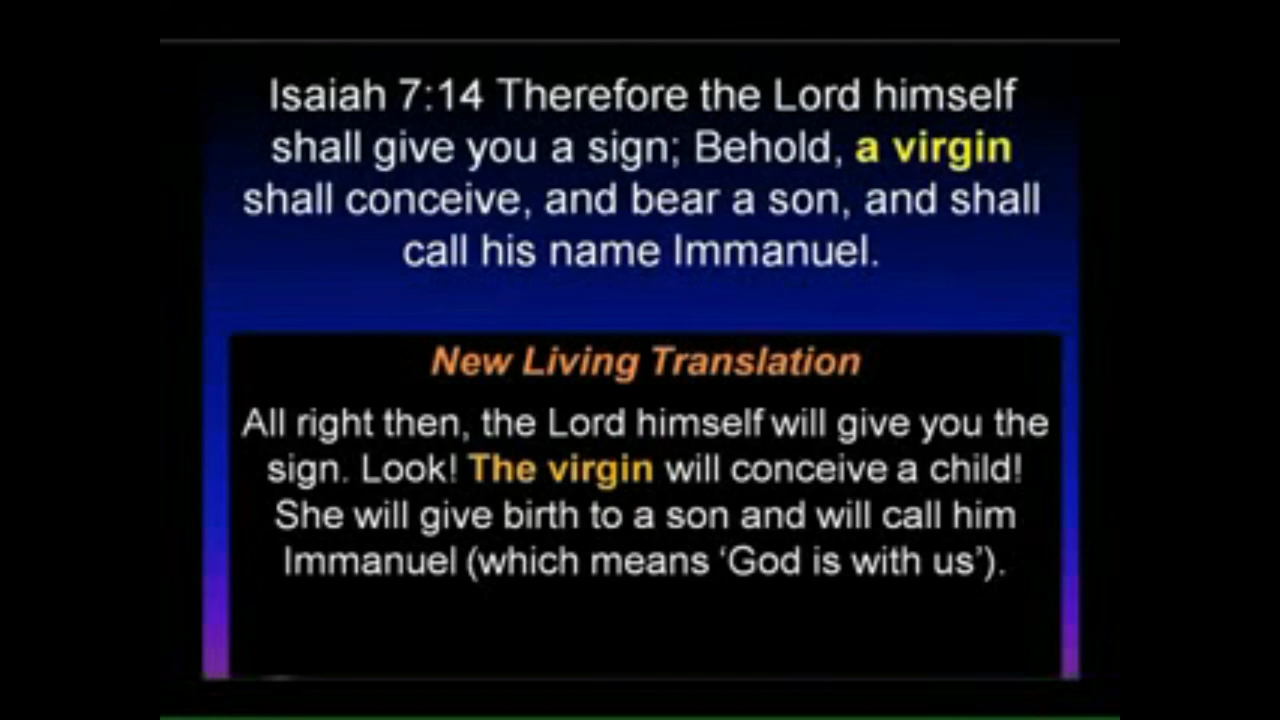 Isaiah 7:14 Therefore the Lord himself
shall give you a sign; Behold, a virgin
shall conceive, and bear a son, and shall
call his name Immanuel.
New Living Translation
All right then, the Lord himself will give you the
sign. Look! The virgin will conceive a child!
She will give birth to a son and will call him
Immanuel (which means ‘God is with us’).